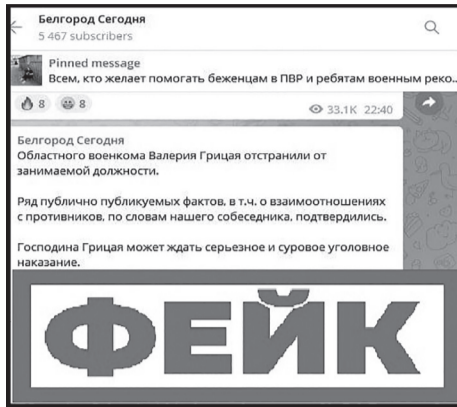 Белгород Сегодня
5 467 subscribers
Pinned message
Всем, кто желает помогать беженцам в ПВР и ребятам военным реко..
8 8
33.1K 22:40
Белгород Сегодня
Областного военкома Валерия Грицая отстранили от
занимаемой должности.
Ряд публично публикуемых фактов, в т.ч. о взаимоотношениях
с противников, по словам нашего собеседника, подтвердились.
Господина Грицая может ждать серьезное и суровое уголовное
наказание.
ФЕЙК